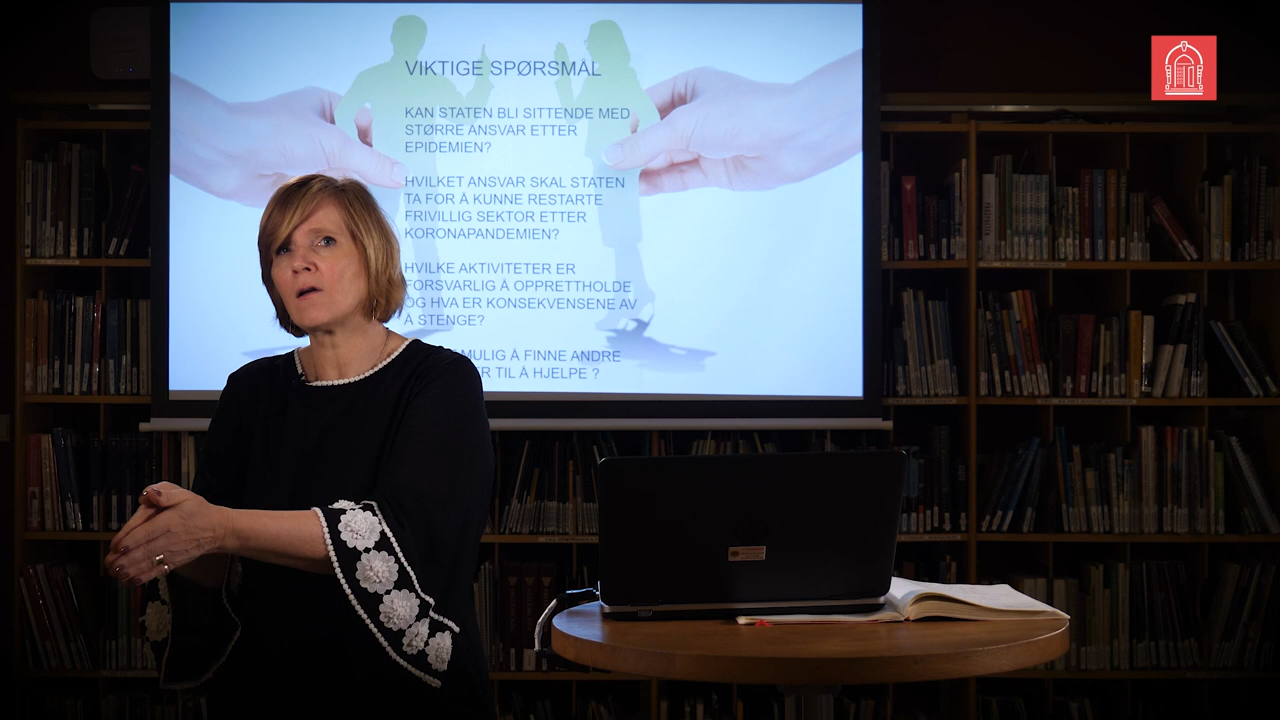 VIKTIGE SPØRSMÅL
KAN STATEN BLI SITTENDE MED
STØRRE ANSVAR ETTER
EPIDEMIEN?
HVILKET ANSVAR SKAL STATEN
TA FOR Å KUNNE RESTARTE
FRIVILLIG SEKTOR ETTER
KORONAPANDEMIEN?
HVILKE AKTIVITETER ER
FORSVARLIG Å OPPRETTHOLDE
OG HVA ER KONSEKVENSENE AV
Å STENGE?
MULIG Å FINNE ANDRE
ER TIL Å HJELPE ?